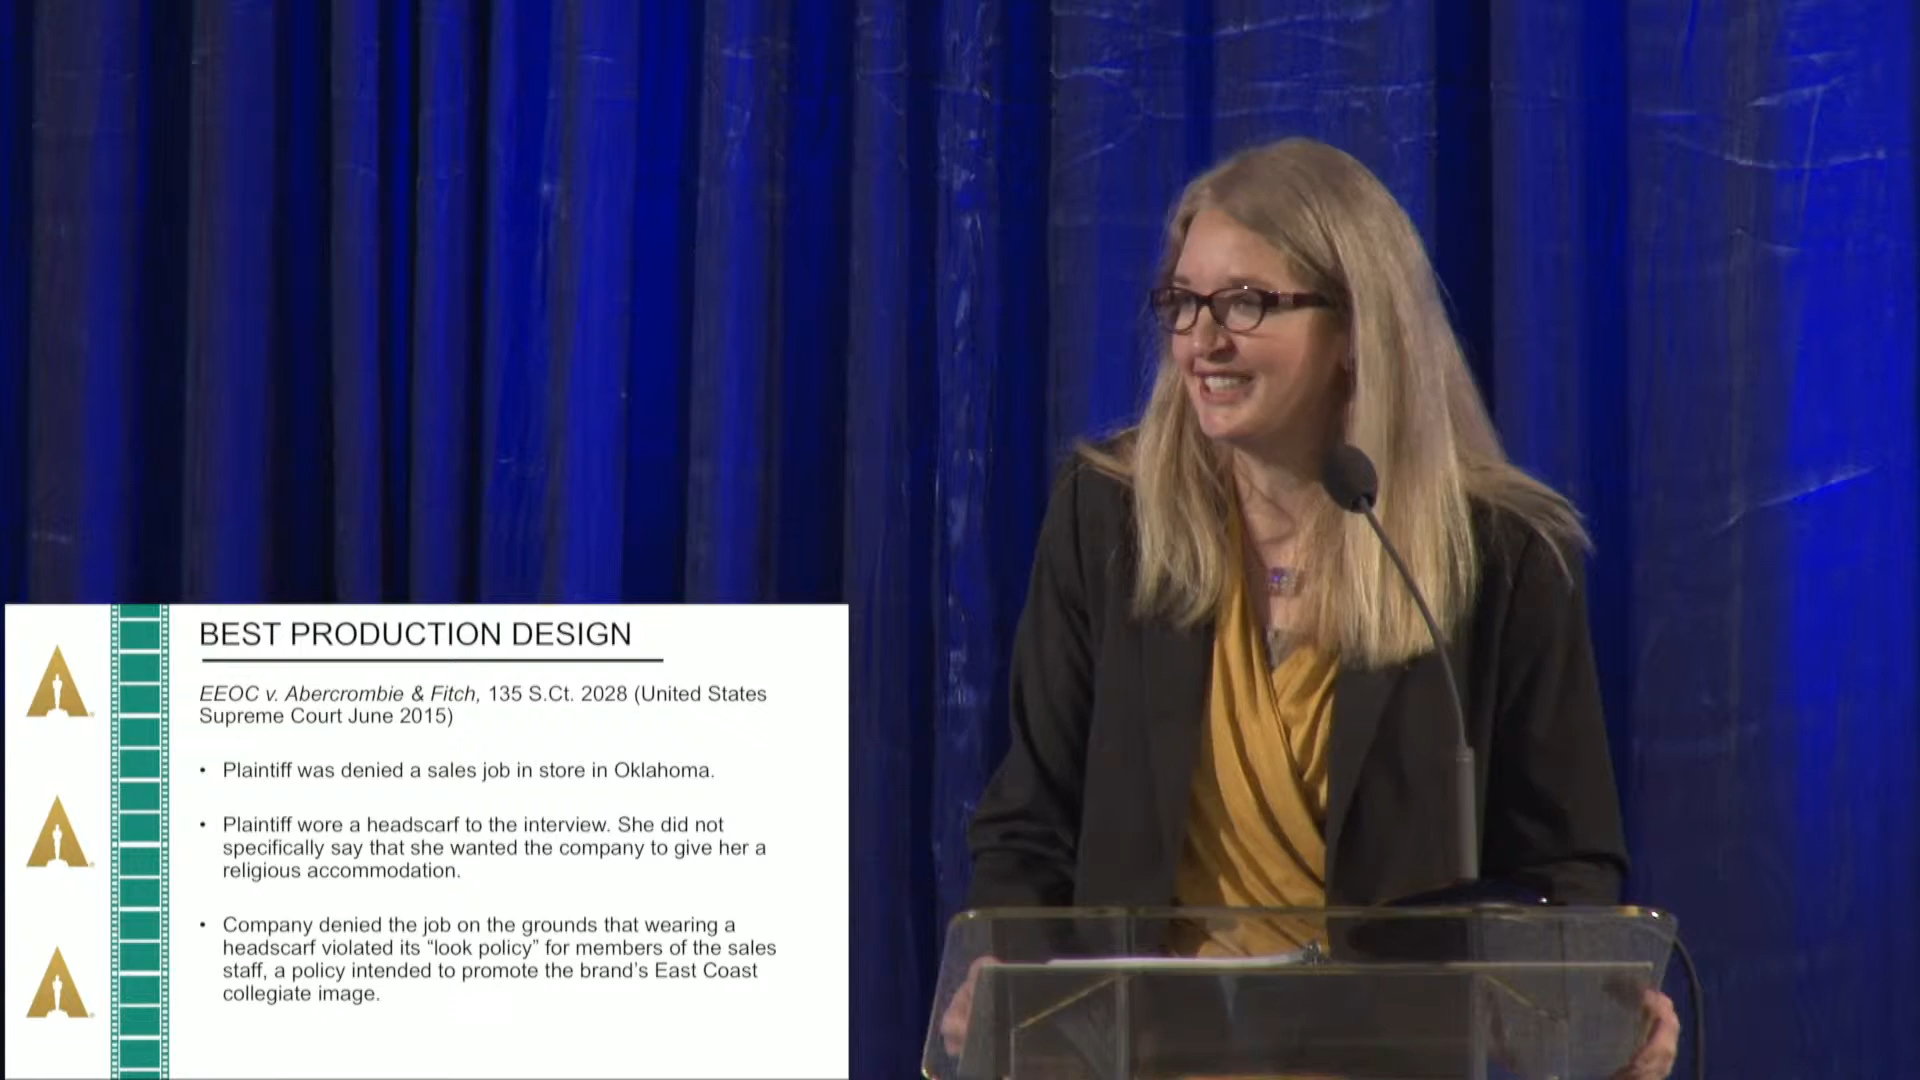 BEST PRODUCTION DESIGN
EEOC v. Abercrombie & Fitch, 135 S.Ct. 2028 (United States
Supreme Court June 2015)
• Plaintiff was denied a sales job in store in Oklahoma.
• Plaintiff wore a headscarf to the interview. She did not
specifically say that she wanted the company to give her a
religious accommodation.
• Company denied the job on the grounds that wearing a
headscarf violated its “look policy” for members of the sales
staff, a policy intended to promote the brand’s East Coast
collegiate image.